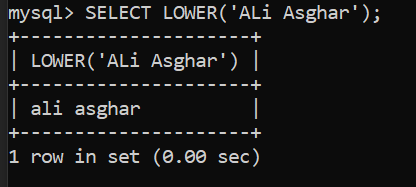 mysql> SELECT LOWER('ALi Asghar');
+---------------------+
| LOWER('ALi Asghar') |
+---------------------+
| ali asghar          |
+---------------------+
1 row in set (0.00 sec)